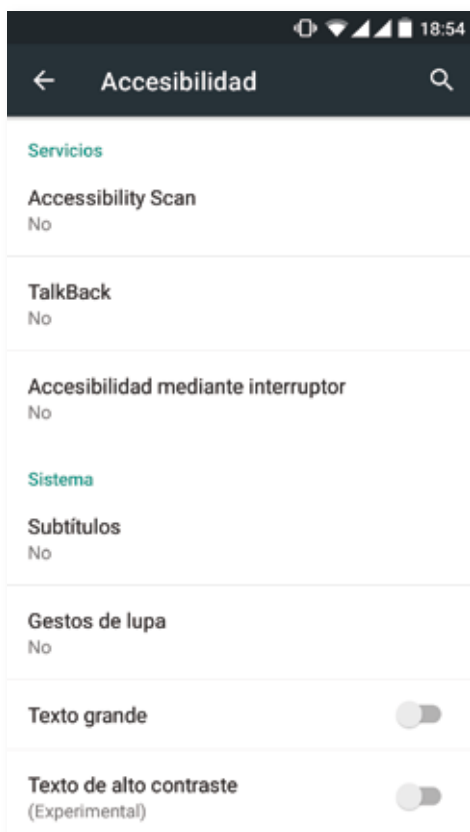 18:54
Accesibilidad
Servicios
Accessibility Scan
No
TalkBack
No
Accesibilidad mediante interruptor
No
Sistema
Subtítulos
No
Gestos de lupa
No
Texto grande
Texto de alto contraste
(Experimental)